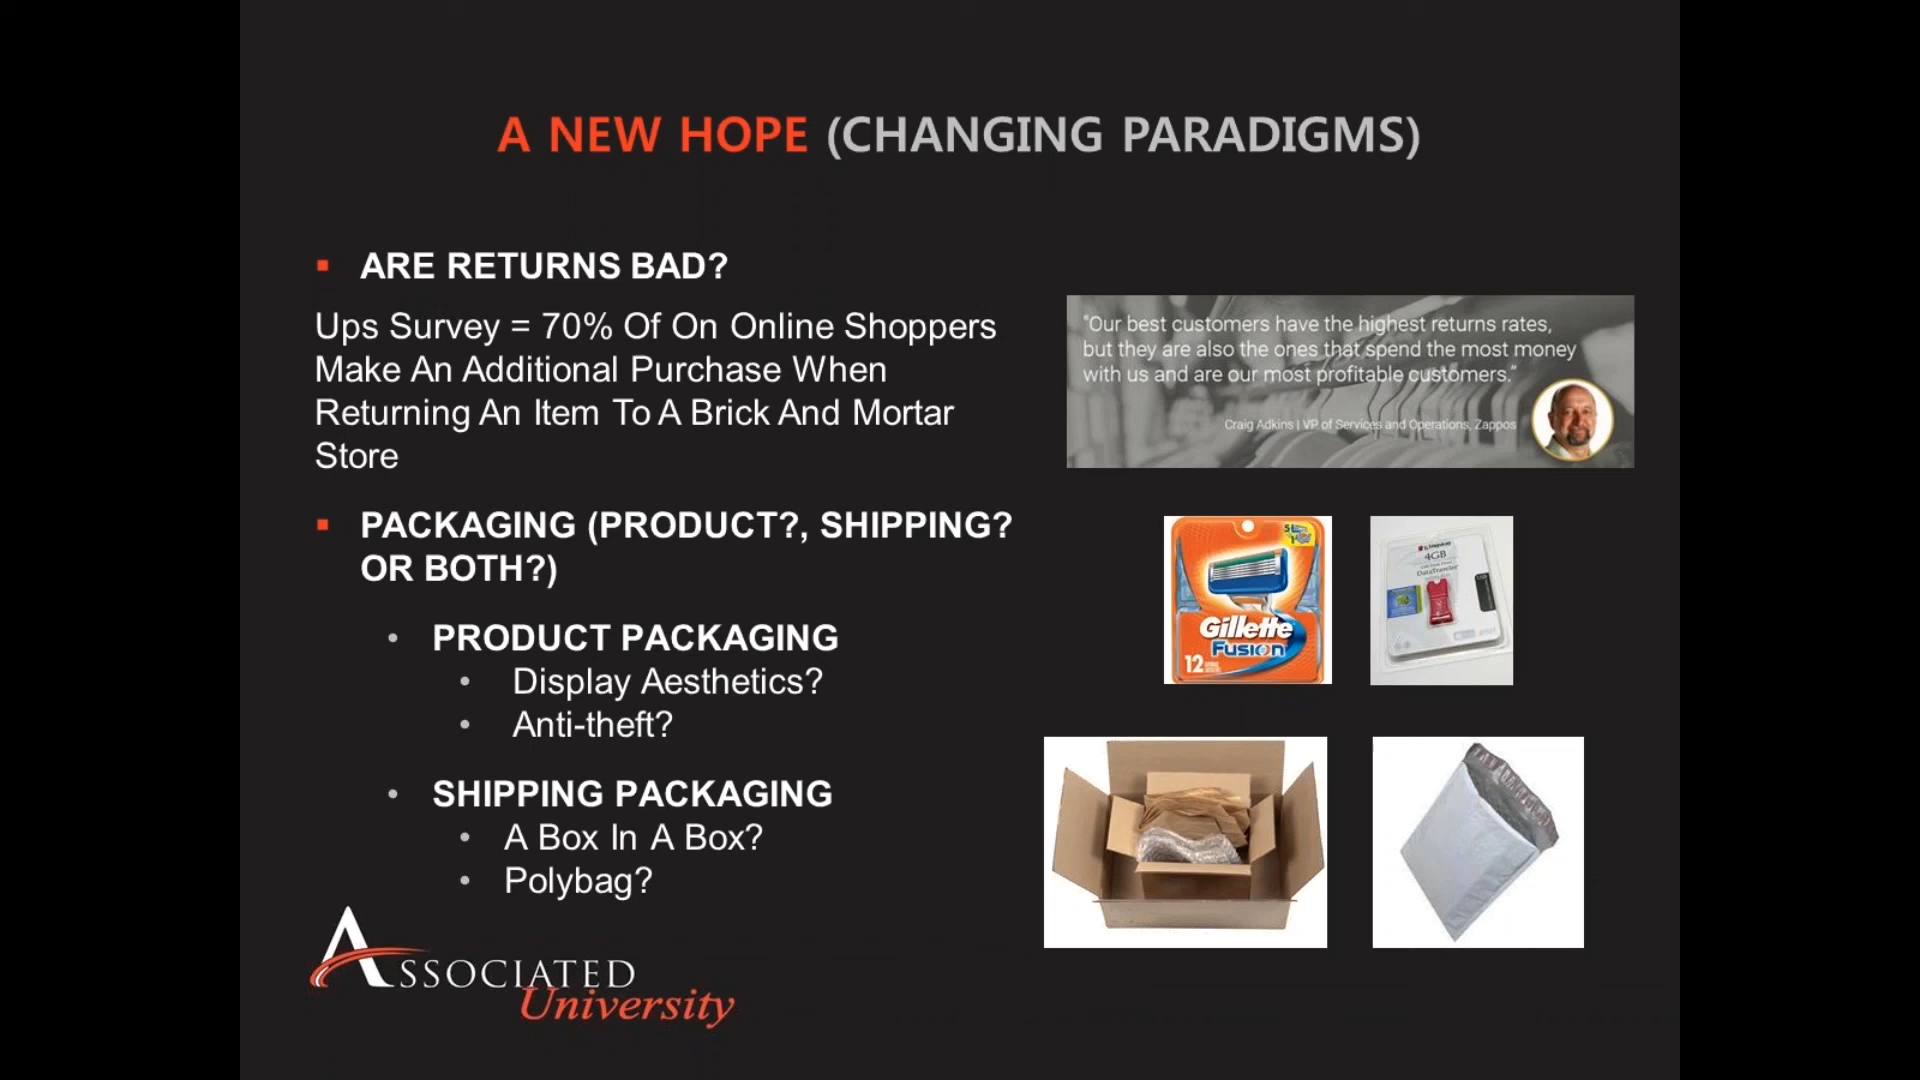 A NEW HOPE (CHANGING PARADIGMS)
▪ ARE RETURNS BAD?
Ups Survey = 70% Of On Online Shoppers
Make An Additional Purchase When
Returning An Item To A Brick And Mortar
Store
▪ PACKAGING (PRODUCT?, SHIPPING?
OR BOTH?)
• PRODUCT PACKAGING
• Display Aesthetics?
• Anti-theft?
• SHIPPING PACKAGING
• A Box In A Box?
• Polybag?
"Our best customers have the highest returns rates,
but they are also the ones that spend the most money
with us and are our most profitable customers."
Craig Adkins | VP of Services and Operations, Zappos
Gillette
Fusion
12
Kingston
4GB
DataTraveler
ASSOCIATED
University